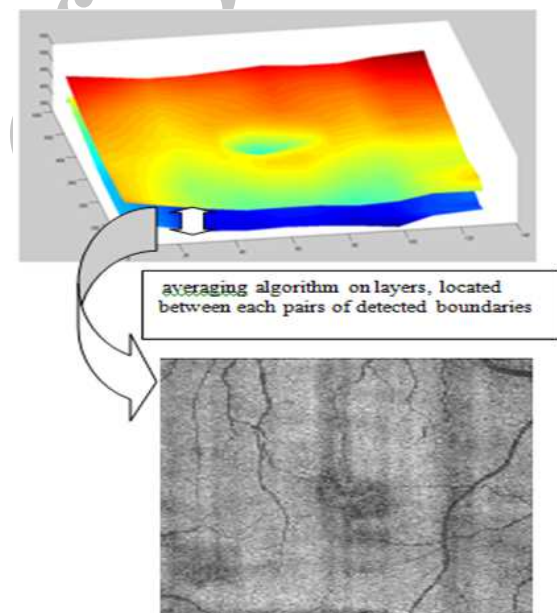 averaging algorithm on layers, located
between each pairs of detected boundaries